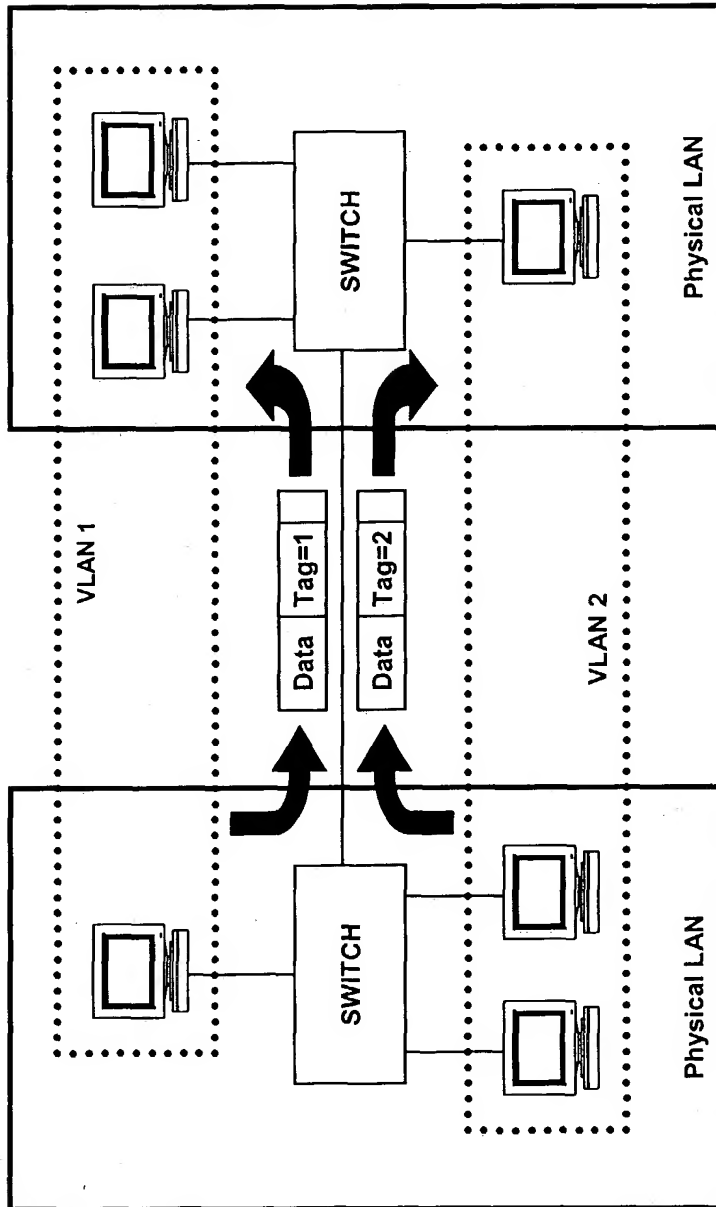 VLAN 1
SWITCH
Data Tag=1
Data Tag=2
SWITCH
VLAN 2
Physical LAN
Physical LAN